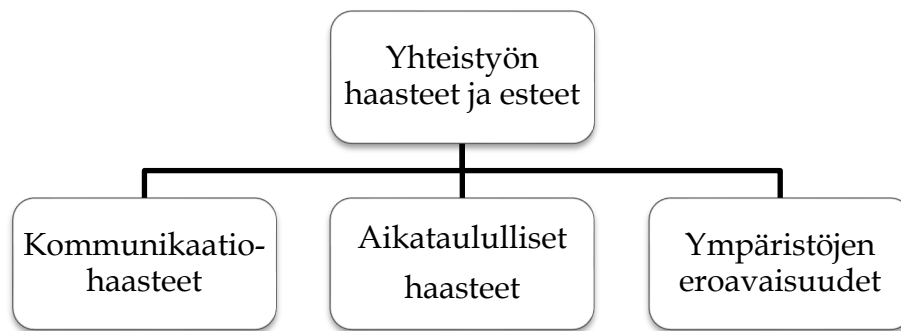 Yhteistyön
haasteet ja esteet
Kommunikaatio-
haasteet
Aikataululliset
haasteet
Ympäristöjen
eroavaisuudet